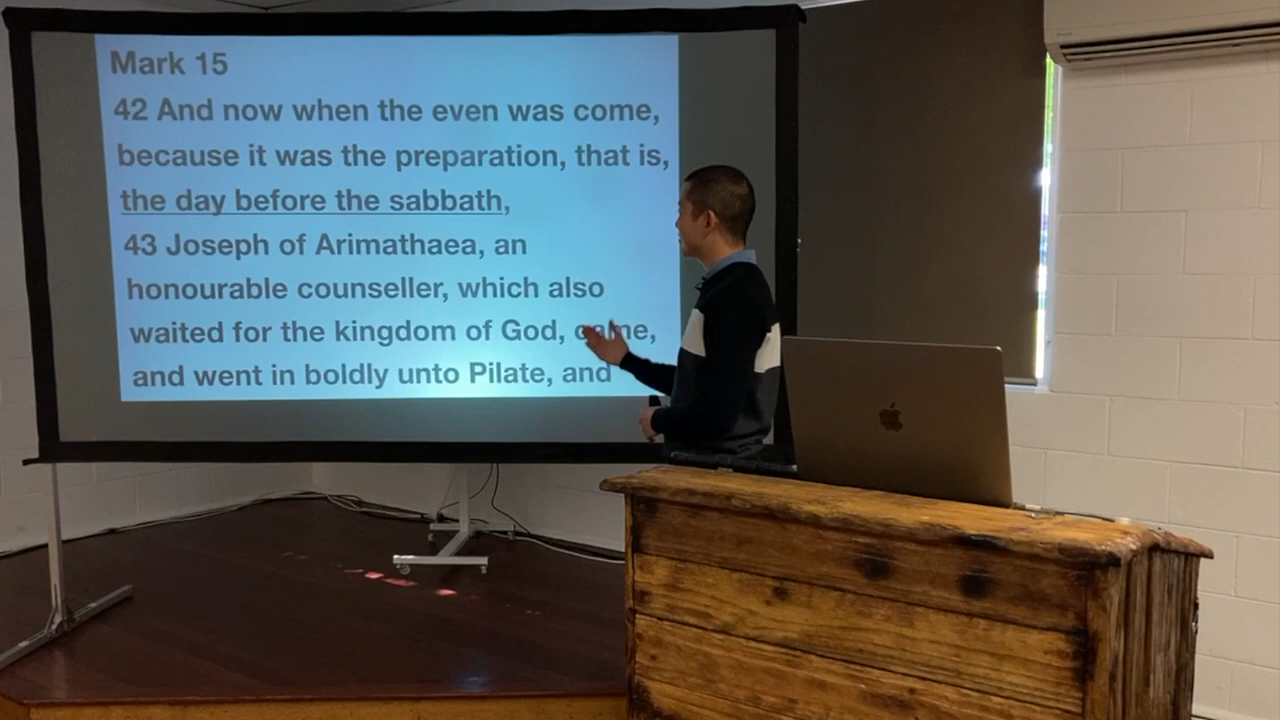 Mark 15
42 And now when the even was come,
because it was the preparation, that is,
the day before the sabbath,
43 Joseph of Arimathaea, an
honourable counseller, which also
waited for the kingdom of God, came,
and went in boldly unto Pilate, and